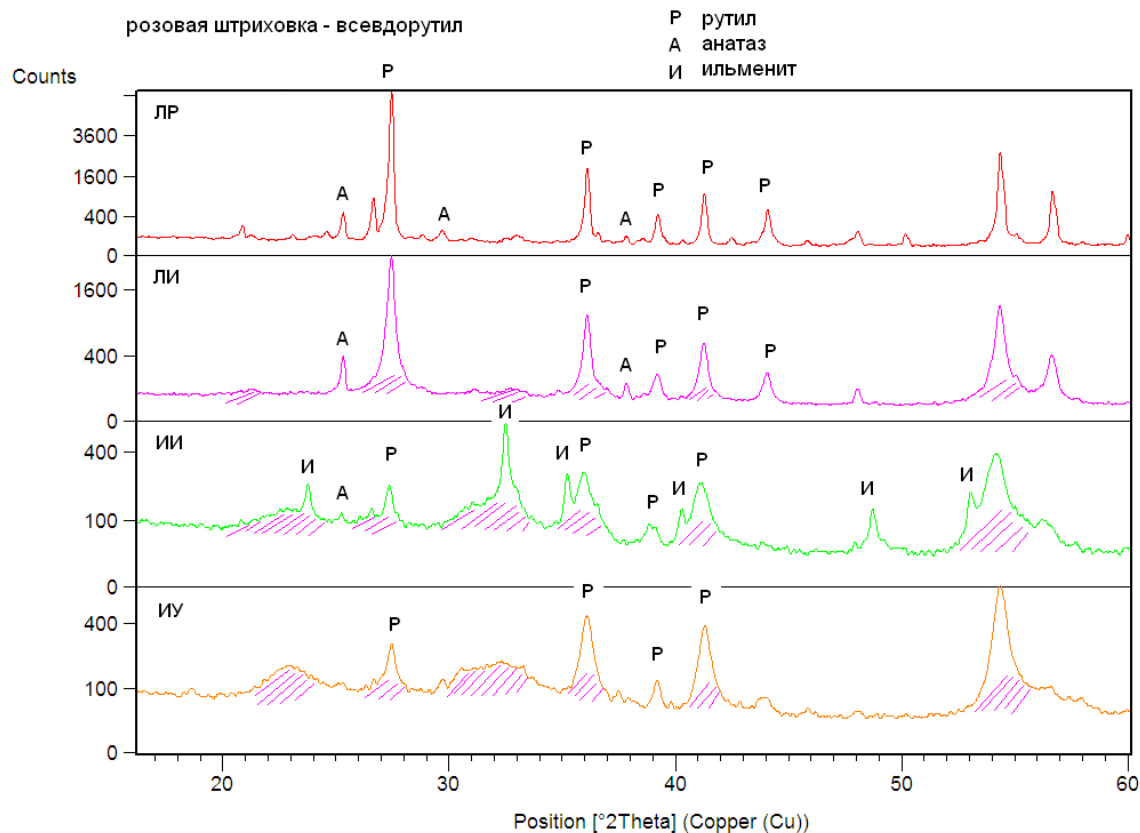 розовая штриховка - всевдорутил
Р рутил
А анатаз
И ильменит
Counts
ЛР
3600
1600
400
0
А
Р
А
Р
А
Р
Р
Р
ЛИ
1600
400
0
А
Р
А
Р
Р
Р
ИИ
400
100
0
И
А
Р
И
И
Р
Р
И
Р
И
И
ИУ
400
100
0
Р
Р
Р
Р
20
30
40
50
60
Position [°2Theta] (Copper (Cu))